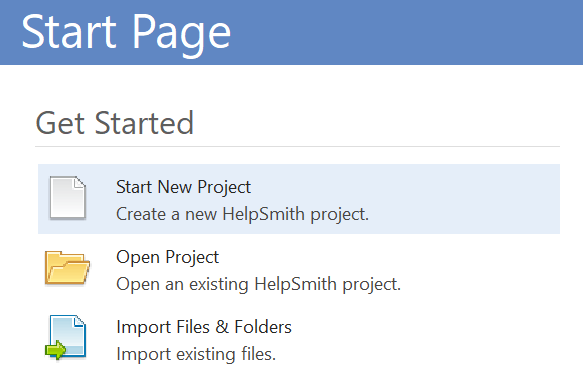 Start Page
Get Started
Start New Project
Create a new HelpSmith project.
Open Project
Open an existing HelpSmith project.
Import Files & Folders
Import existing files.